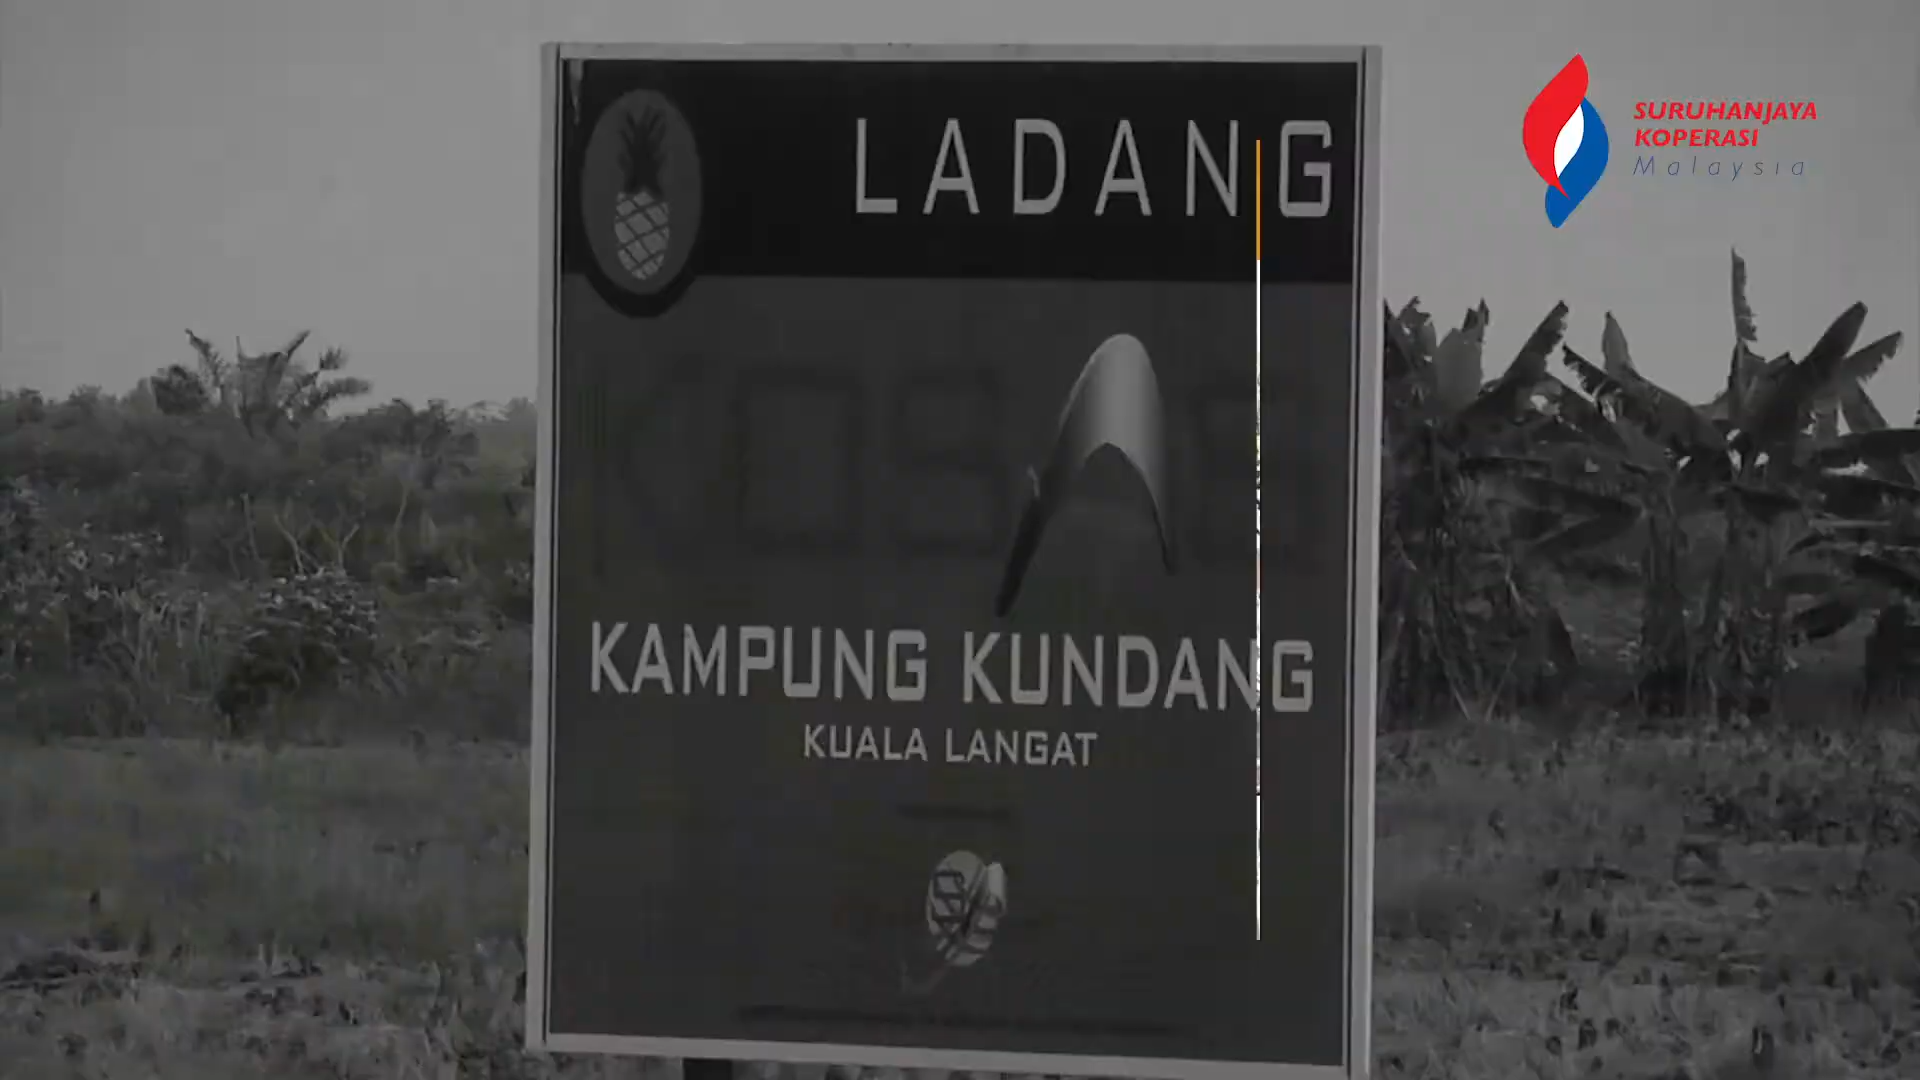 LADANG
KAMPUNG KUNDANG
KUALA LANGAT
SURUHANJAYA
KOPERASI
Malaysia